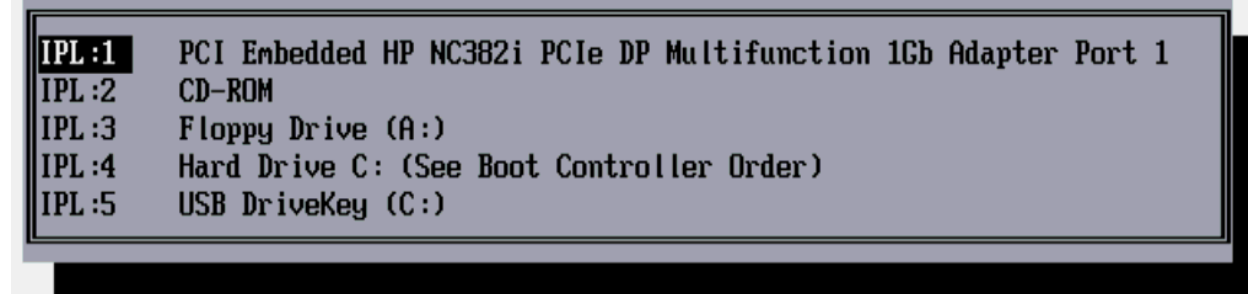 IPL:1 PCI Embedded HP NC382i PCIe DP Multifunction 1Gb Adapter Port 1
IPL:2 CD-ROM
IPL:3 Floppy Drive (A:)
IPL:4 Hard Drive C: (See Boot Controller Order)
IPL:5 USB DriveKey (C:)